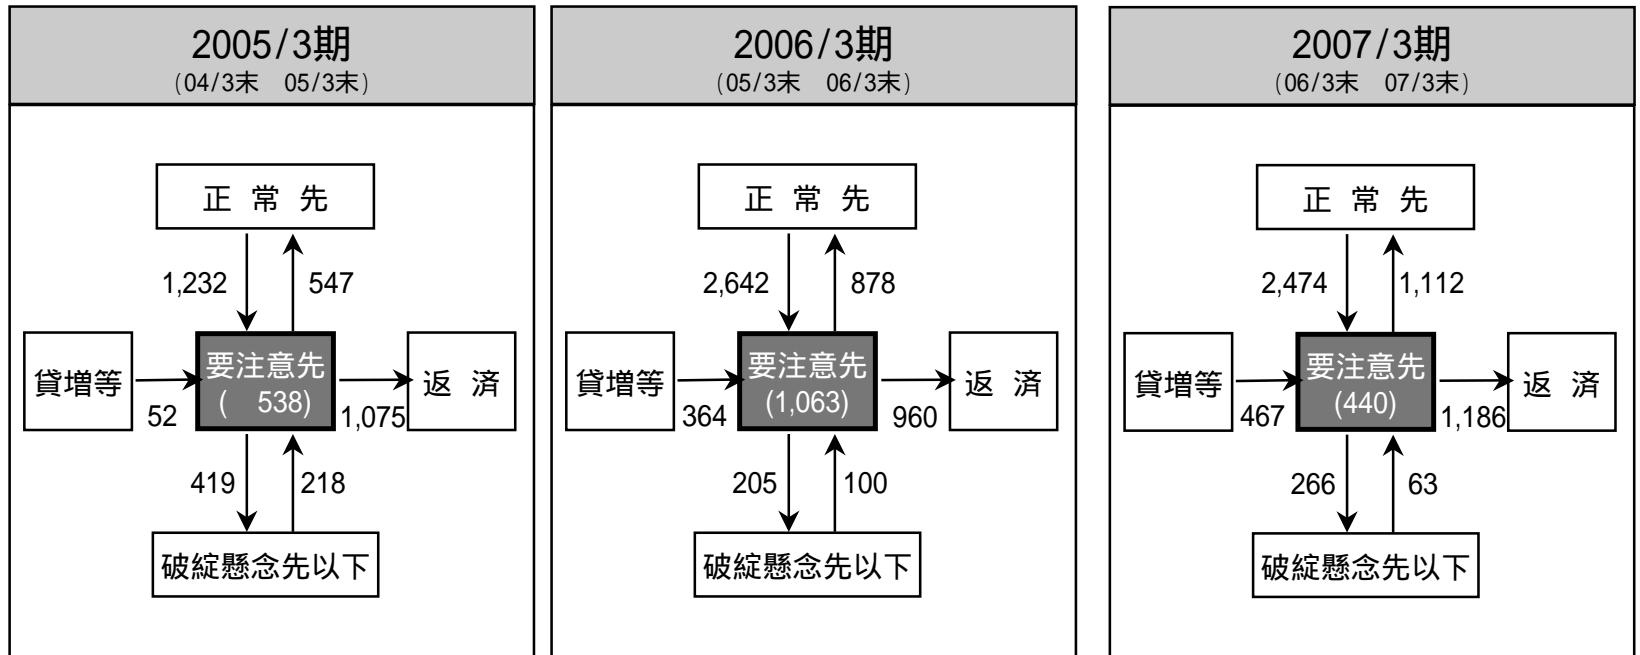 2005/3期
(04/3末　05/3末)
正 常 先
1,232
547
貸増等
52
要注意先
(　538)
1,075
返 済
419
218
破綻懸念先以下
2006/3期
(05/3末　06/3末)
正 常 先
2,642
878
貸増等
364
要注意先
(1,063)
960
返 済
205
100
破綻懸念先以下
2007/3期
(06/3末　07/3末)
正 常 先
2,474
1,112
貸増等
467
要注意先
(440)
1,186
返 済
266
63
破綻懸念先以下